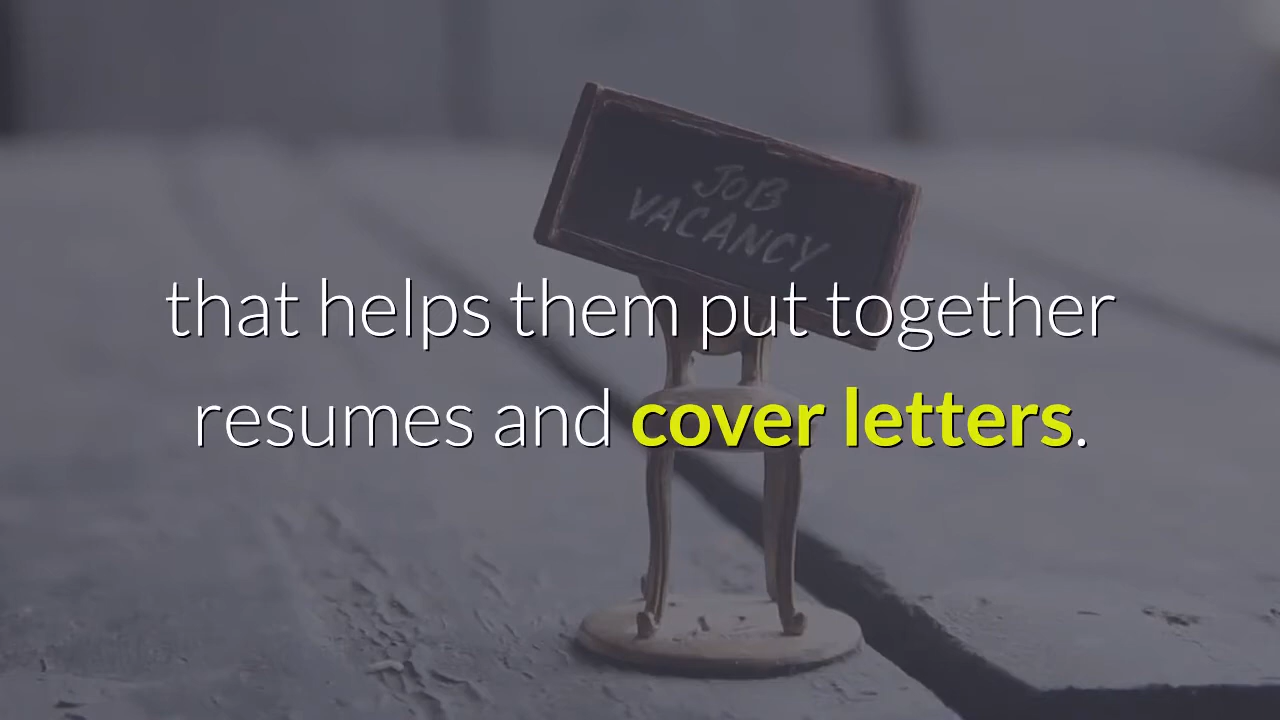 JOB
VACANCY
that helps them put together
resumes and cover letters.